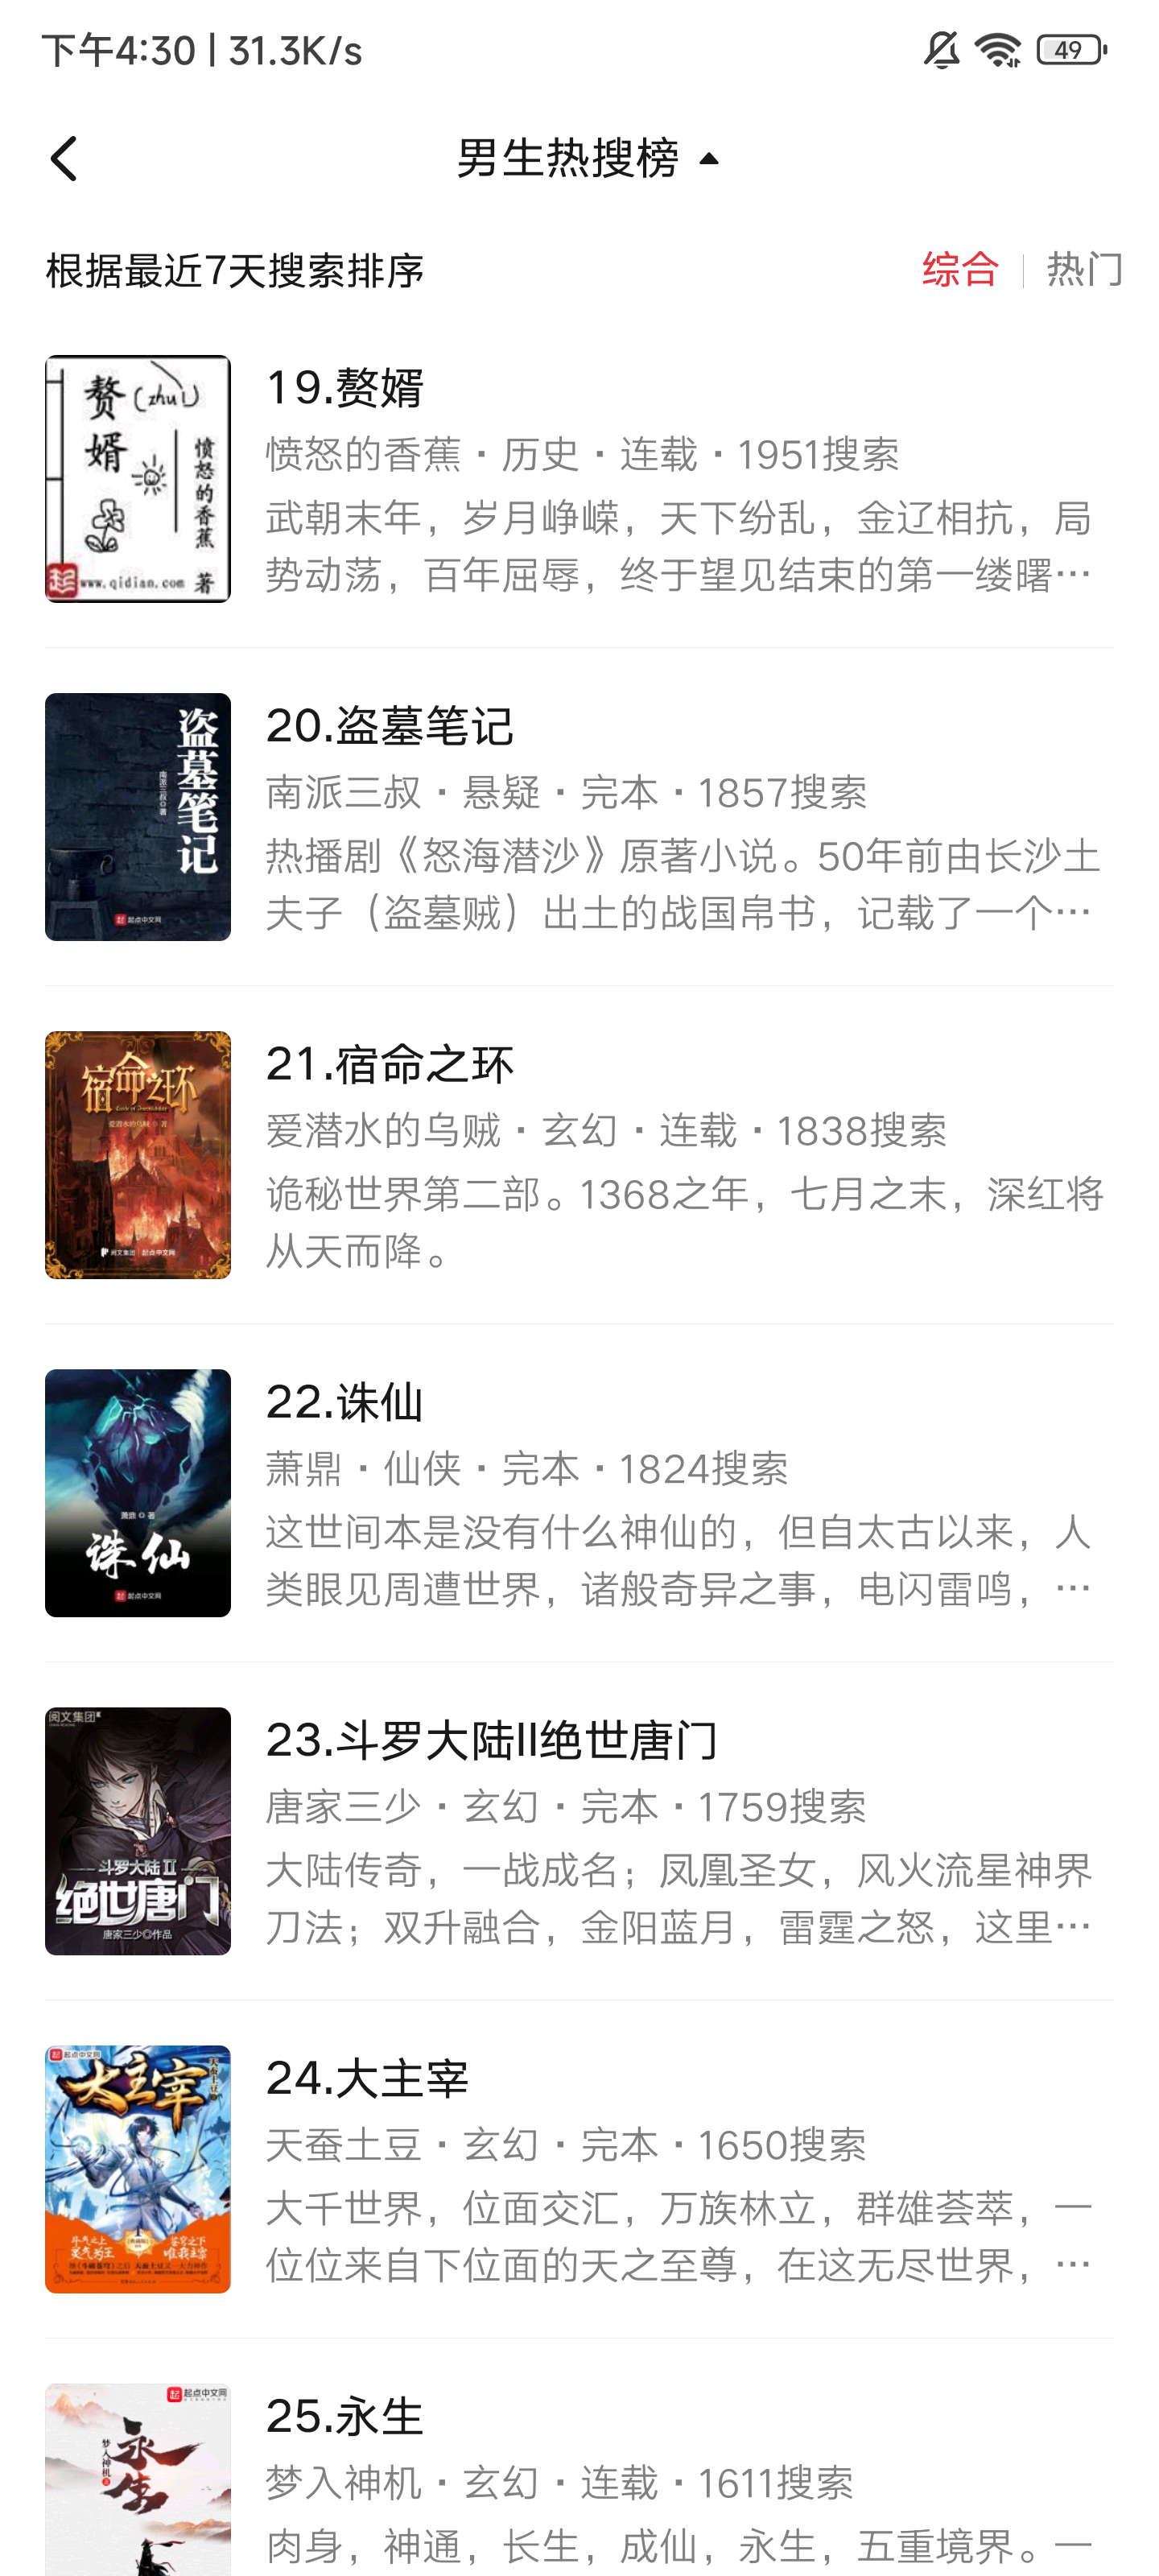 下午4:30 | 31.3K/s
49
男生热搜榜
根据最近7天搜索排序
综合 | 热门
赘 (zhuì)
婿
愤怒的香蕉 著
www.qidian.com
19.赘婿
愤怒的香蕉·历史·连载·1951搜索
武朝末年，岁月峥嵘，天下纷乱，金辽相抗，局
势动荡，百年屈辱，终于望见结束的第一缕曙…
盗墓笔记
南派三叔◎著
起点中文网
20.盗墓笔记
南派三叔·悬疑·完本·1857搜索
热播剧《怒海潜沙》原著小说。50年前由长沙土
夫子（盗墓贼）出土的战国帛书，记载了一个…
宿命之环
爱潜水的乌贼 ◎ 著
阅文集团 起点中文网
21.宿命之环
爱潜水的乌贼·玄幻·连载·1838搜索
诡秘世界第二部。1368之年，七月之末，深红将
从天而降。
萧鼎 ◎ 著
诛仙
起点中文网
22.诛仙
萧鼎·仙侠·完本·1824搜索
这世间本是没有什么神仙的，但自太古以来，人
类眼见周遭世界，诸般奇异之事，电闪雷鸣，…
阅文集团
斗罗大陆II
绝世唐门
唐家三少◎作品
23.斗罗大陆II绝世唐门
唐家三少·玄幻·完本·1759搜索
大陆传奇，一战成名；凤凰圣女，风火流星神界
刀法；双升融合，金阳蓝月，雷霆之怒，这里…
起点中文网
大主宰
天蚕土豆
24.大主宰
天蚕土豆·玄幻·完本·1650搜索
大千世界，位面交汇，万族林立，群雄荟萃，一
位位来自下位面的天之至尊，在这无尽世界，…
起点中文网
永生
梦入神机
25.永生
梦入神机·玄幻·连载·1611搜索
肉身，神通，长生，成仙，永生，五重境界。一